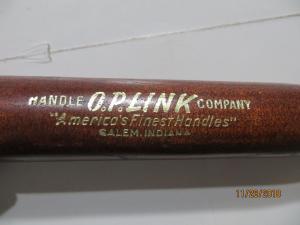 HANDLE O.P. LINK COMPANY
"America's Finest Handles"
SALEM, INDIANA
11/28/2018